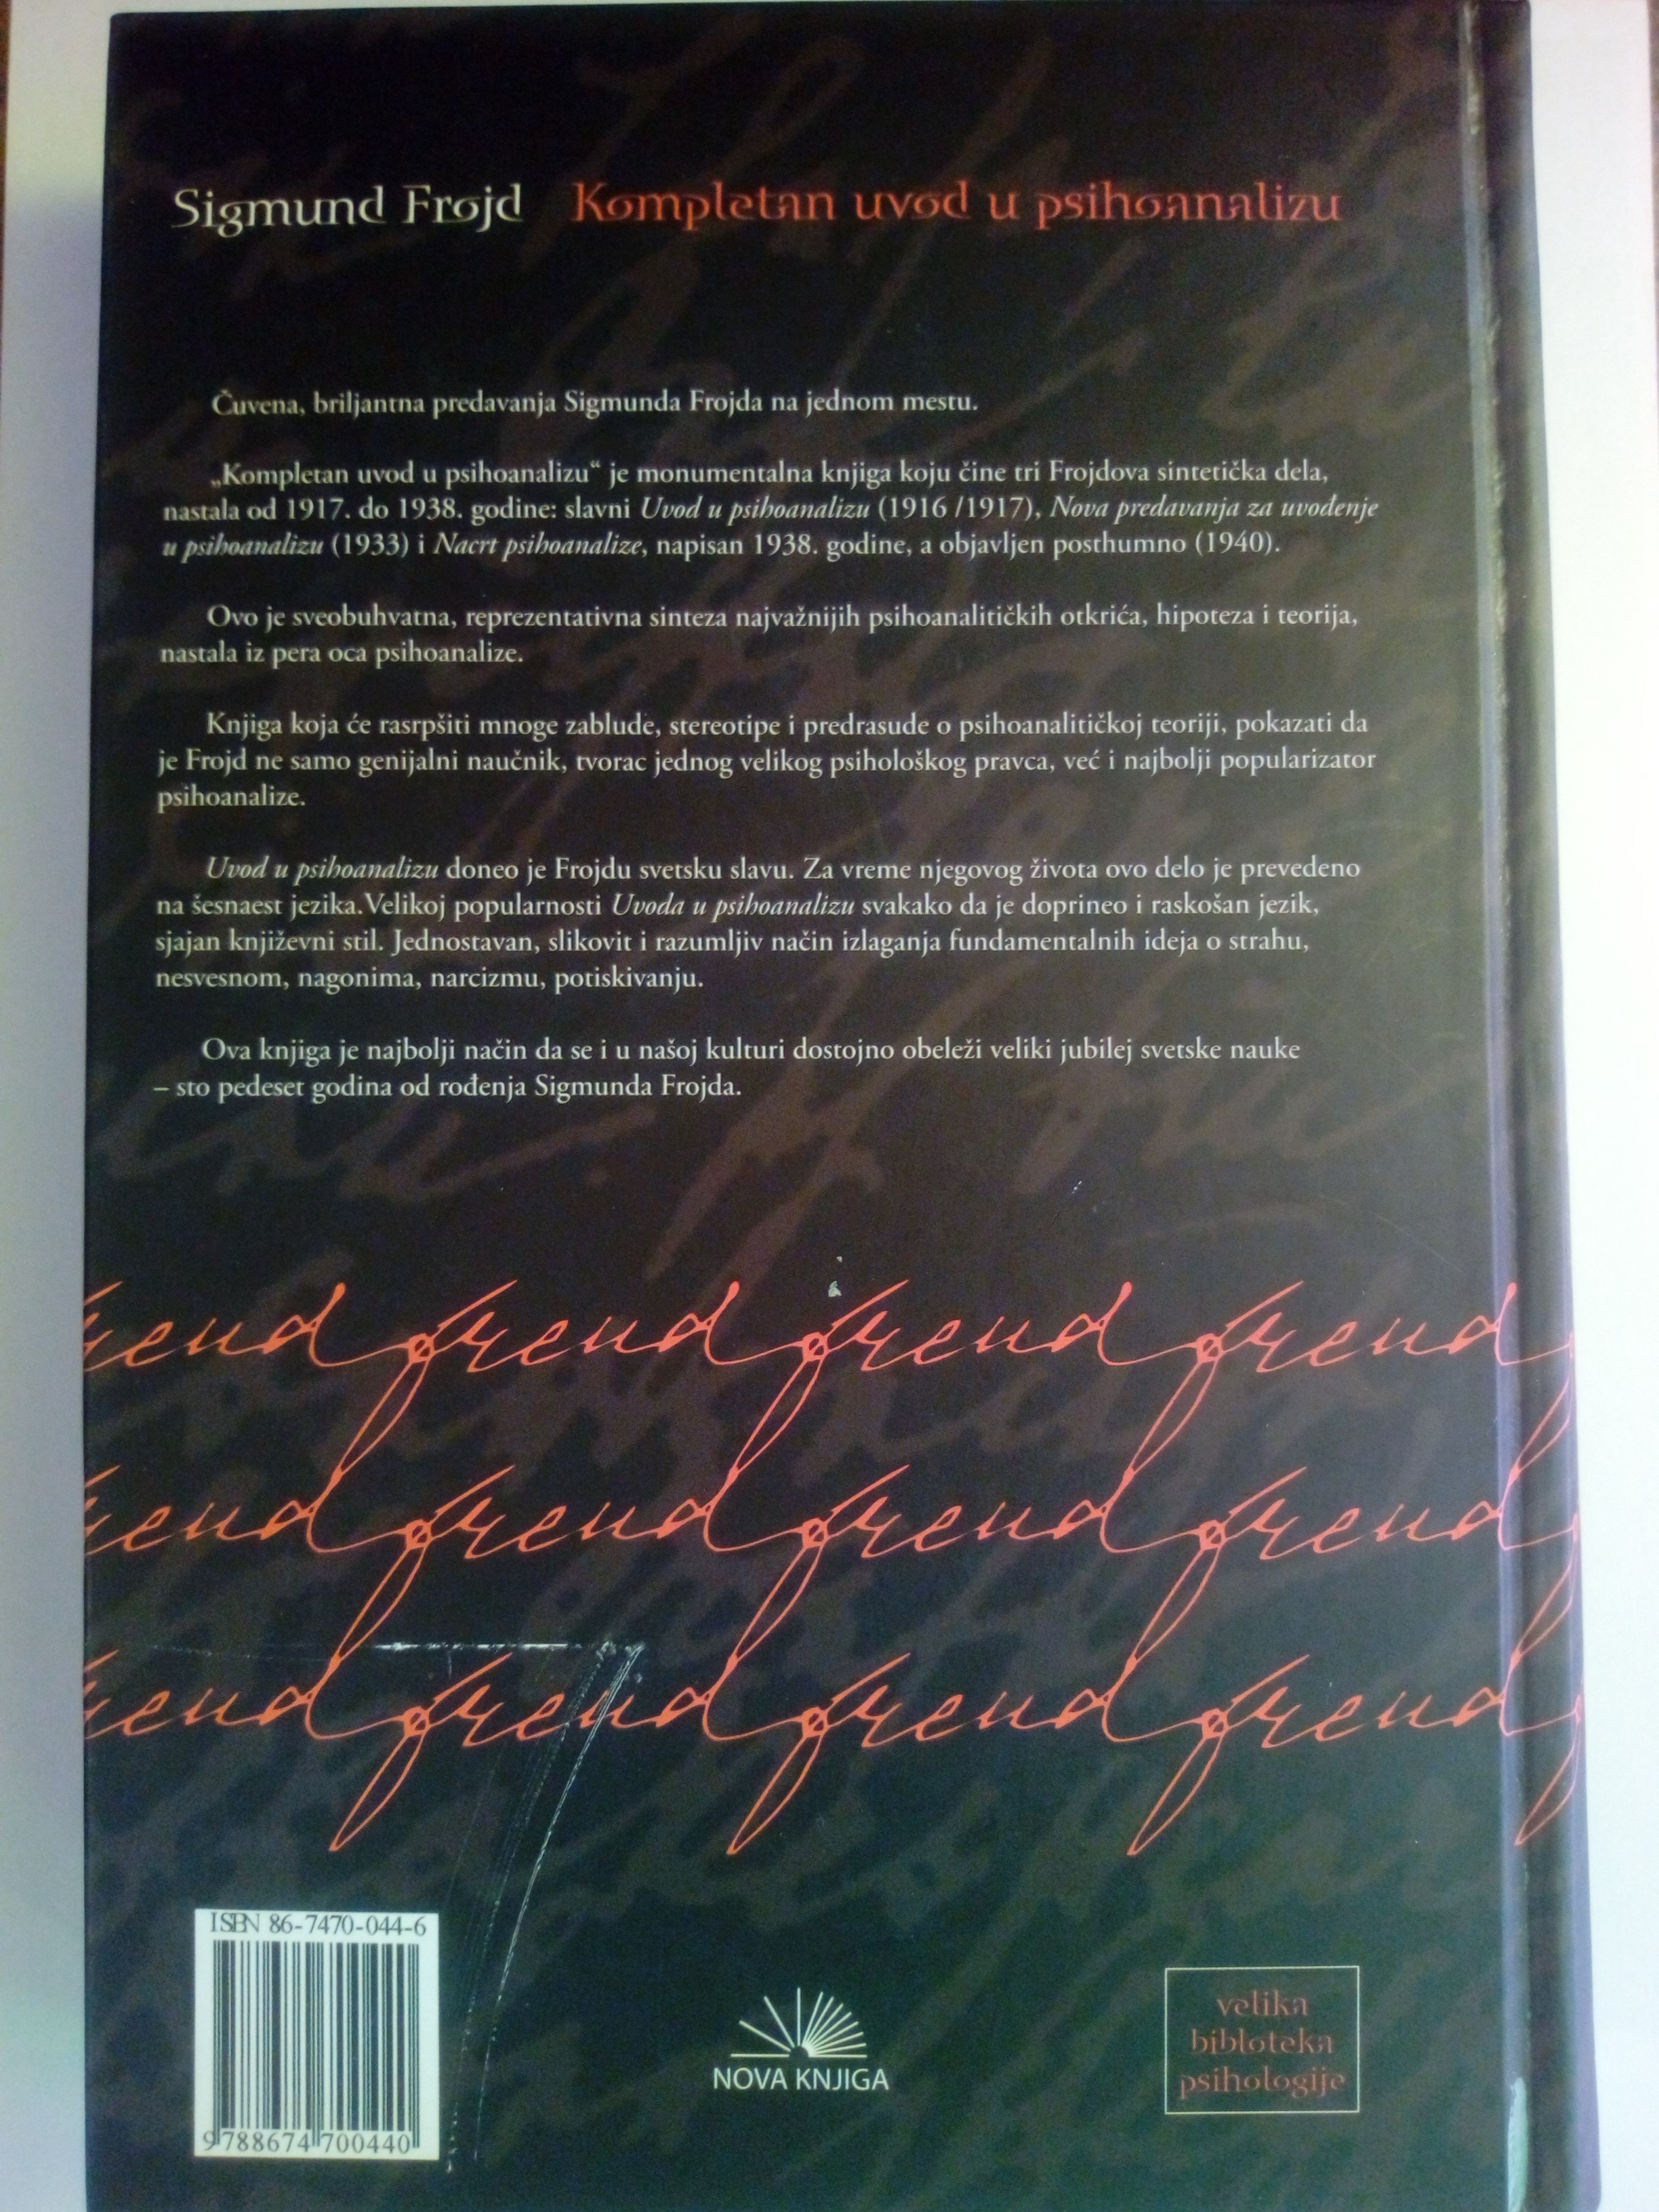 Sigmund Frojd Kompletan uvod u psihoanalizu
Čuvena, briljantna predavanja Sigmunda Frojda na jednom mestu.
„Kompletan uvod u psihoanalizu“ je monumentalna knjiga koju čine tri Frojdova sintetička dela,
nastala od 1917. do 1938. godine: slavni Uvod u psihoanalizu (1916 /1917), Nova predavanja za uvođenje
u psihoanalizu (1933) i Nacrt psihoanalize, napisan 1938. godine, a objavljen posthumno (1940).
Ovo je sveobuhvatna, reprezentativna sinteza najvažnijih psihoanalitičkih otkrića, hipoteza i teorija,
nastala iz pera oca psihoanalize.
Knjiga koja će rasrpšiti mnoge zablude, stereotipe i predrasude o psihoanalitičkoj teoriji, pokazati da
je Frojd ne samo genijalni naučnik, tvorac jednog velikog psihološkog pravca, već i najbolji popularizator
psihoanalize.
Uvod u psihoanalizu doneo je Frojdu svetsku slavu. Za vreme njegovog života ovo delo je prevedeno
na šesnaest jezika.Velikoj popularnosti Uvoda u psihoanalizu svakako da je doprineo i raskošan jezik,
sjajan književni stil. Jednostavan, slikovit i razumljiv način izlaganja fundamentalnih ideja o strahu,
nesvesnom, nagonima, narcizmu, potiskivanju.
Ova knjiga je najbolji način da se i u našoj kulturi dostojno obeleži veliki jubilej svetske nauke
– sto pedeset godina od rođenja Sigmunda Frojda.
reud freud freud freud
reud freud freud freud
reud freud freud freud
ISBN 86-7470-044-6
9 788674 700440
NOVA KNJIGA
velika
bibloteka
psihologije